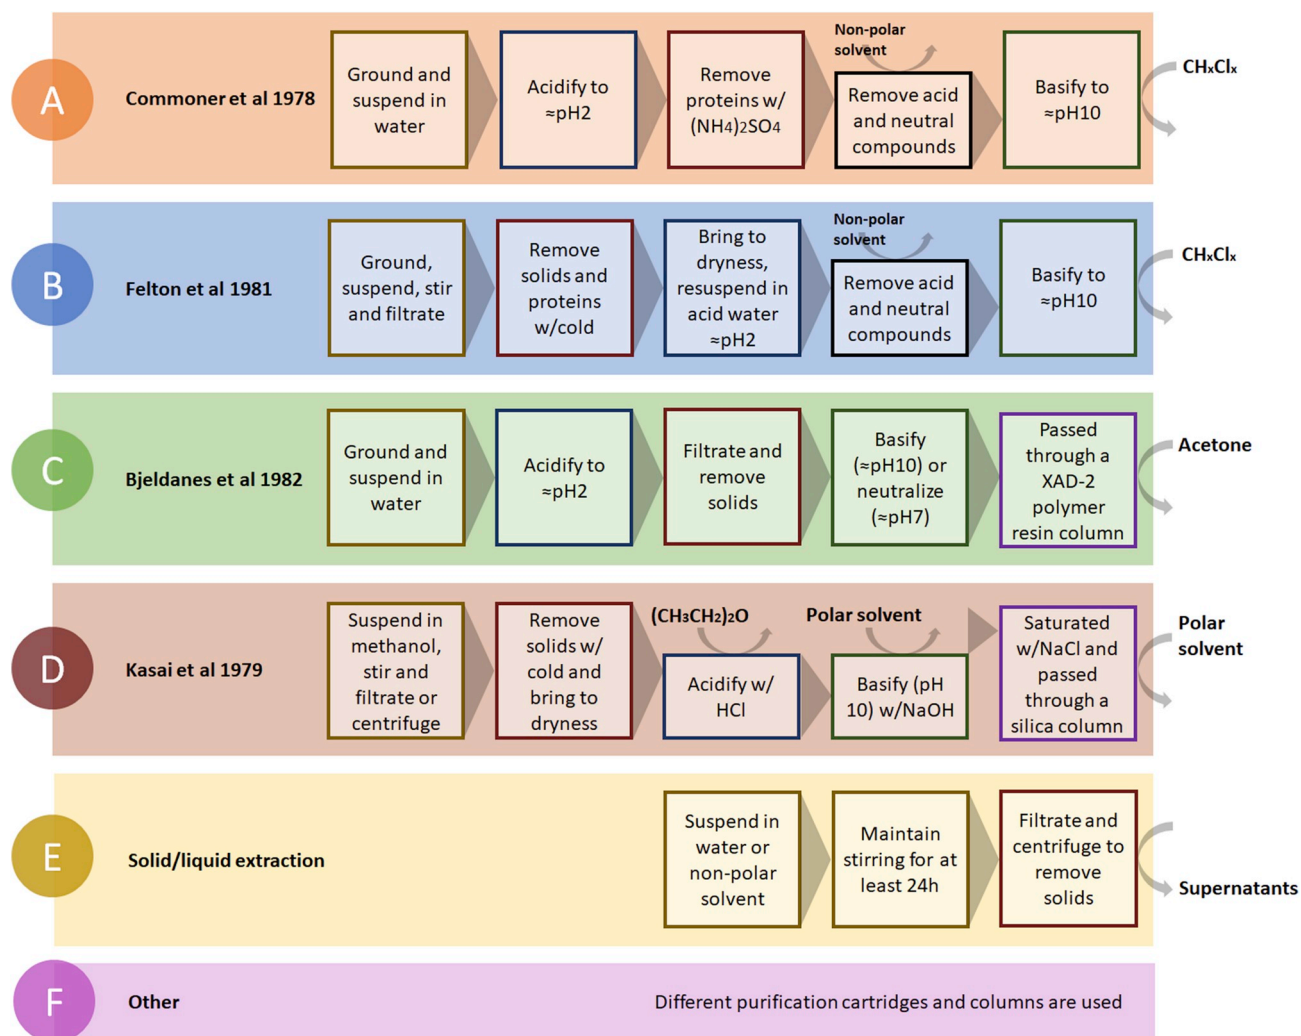 A
Commoner et al 1978
Ground and
suspend in
water
Acidify to
≈pH2
Remove
proteins w/
(NH4)2SO4
Non-polar
solvent
Remove acid
and neutral
compounds
Basify to
≈pH10
CHxClx
B
Felton et al 1981
Ground,
suspend, stir
and filtrate
Remove
solids and
proteins
w/cold
Bring to
dryness,
resuspend in
acid water
≈pH2
Non-polar
solvent
Remove acid
and neutral
compounds
Basify to
≈pH10
CHxClx
C
Bjeldanes et al 1982
Ground and
suspend in
water
Acidify to
≈pH2
Filtrate and
remove
solids
Basify
(≈pH10) or
neutralize
(≈pH7)
Passed
through a
XAD-2
polymer
resin column
Acetone
D
Kasai et al 1979
Suspend in
methanol,
stir and
filtrate or
centrifuge
Remove
solids w/
cold and
bring to
dryness
(CH3CH2)2O
Acidify w/
HCl
Polar solvent
Basify (pH
10) w/NaOH
Saturated
w/NaCl and
passed
through a
silica column
Polar
solvent
E
Solid/liquid extraction
Suspend in
water or
non-polar
solvent
Maintain
stirring for at
least 24h
Filtrate and
centrifuge to
remove
solids
Supernatants
F
Other
Different purification cartridges and columns are used